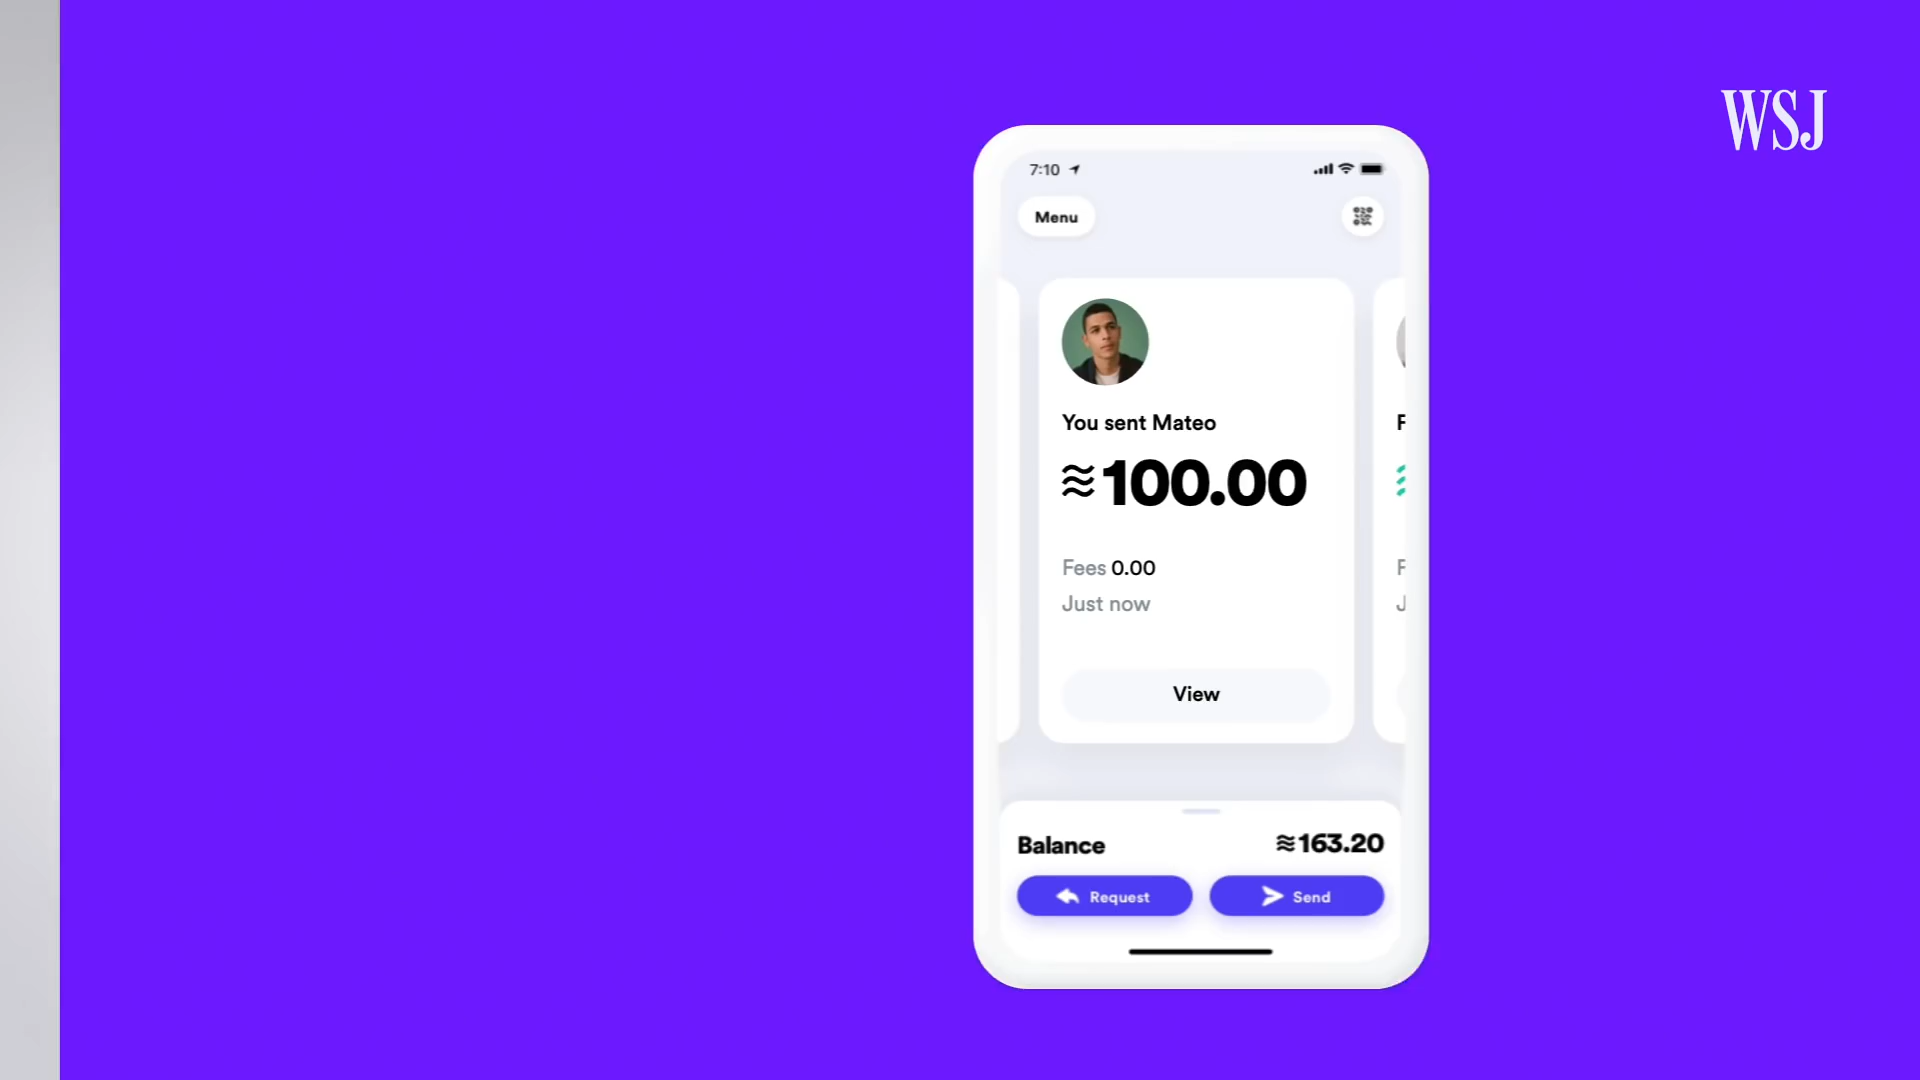 WSJ
7:10
Menu
You sent Mateo
≋100.00
Fees 0.00
Just now
View
Balance
≋163.20
Request
Send
F
F
J